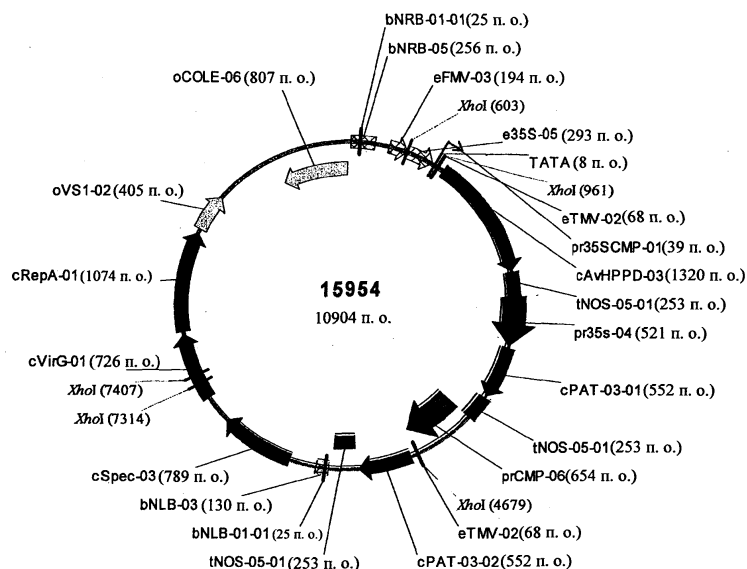 bNRB-01-01 (25 п. о.)
bNRB-05 (256 п. о.)
eFMV-03 (194 п. о.)
XhoI (603)
e35S-05 (293 п. о.)
TATA (8 п. о.)
XhoI (961)
eTMV-02 (68 п. о.)
pr35SCMP-01 (39 п. о.)
cAvHPPD-03 (1320 п. о.)
tNOS-05-01 (253 п. о.)
pr35s-04 (521 п. о.)
cPAT-03-01 (552 п. о.)
tNOS-05-01 (253 п. о.)
prCMP-06 (654 п. о.)
XhoI (4679)
eTMV-02 (68 п. о.)
cPAT-03-02 (552 п. о.)
tNOS-05-01 (253 п. о.)
bNLB-01-01 (25 п. о.)
bNLB-03 (130 п. о.)
cSpec-03 (789 п. о.)
XhoI (7314)
XhoI (7407)
cVirG-01 (726 п. о.)
cRepA-01 (1074 п. о.)
oVS1-02 (405 п. о.)
oCOLE-06 (807 п. о.)
15954
10904 п. о.